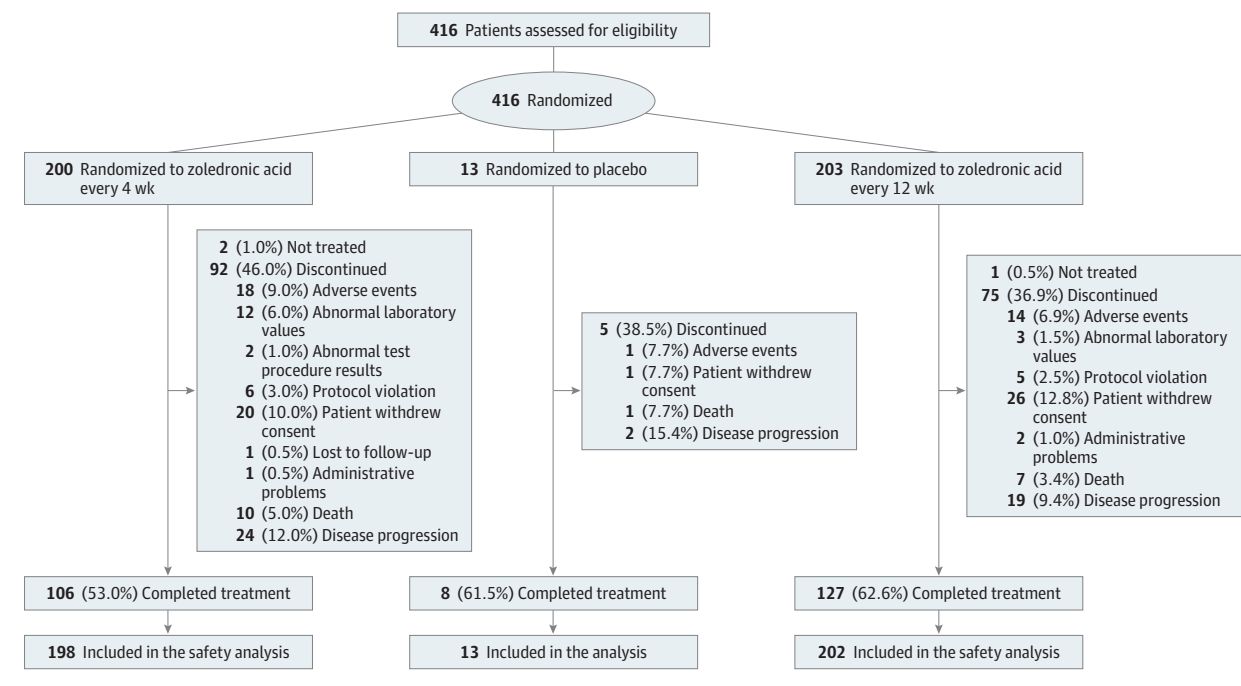 416 Patients assessed for eligibility
416 Randomized
200 Randomized to zoledronic acid
every 4 wk
13 Randomized to placebo
203 Randomized to zoledronic acid
every 12 wk
2 (1.0%) Not treated
92 (46.0%) Discontinued
18 (9.0%) Adverse events
12 (6.0%) Abnormal laboratory
values
2 (1.0%) Abnormal test
procedure results
6 (3.0%) Protocol violation
20 (10.0%) Patient withdrew
consent
1 (0.5%) Lost to follow-up
1 (0.5%) Administrative
problems
10 (5.0%) Death
24 (12.0%) Disease progression
5 (38.5%) Discontinued
1 (7.7%) Adverse events
1 (7.7%) Patient withdrew
consent
1 (7.7%) Death
2 (15.4%) Disease progression
1 (0.5%) Not treated
75 (36.9%) Discontinued
14 (6.9%) Adverse events
3 (1.5%) Abnormal laboratory
values
5 (2.5%) Protocol violation
26 (12.8%) Patient withdrew
consent
2 (1.0%) Administrative
problems
7 (3.4%) Death
19 (9.4%) Disease progression
106 (53.0%) Completed treatment
8 (61.5%) Completed treatment
127 (62.6%) Completed treatment
198 Included in the safety analysis
13 Included in the analysis
202 Included in the safety analysis